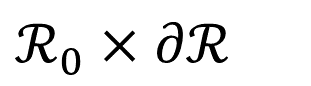 ℛ₀ × ∂ℛ